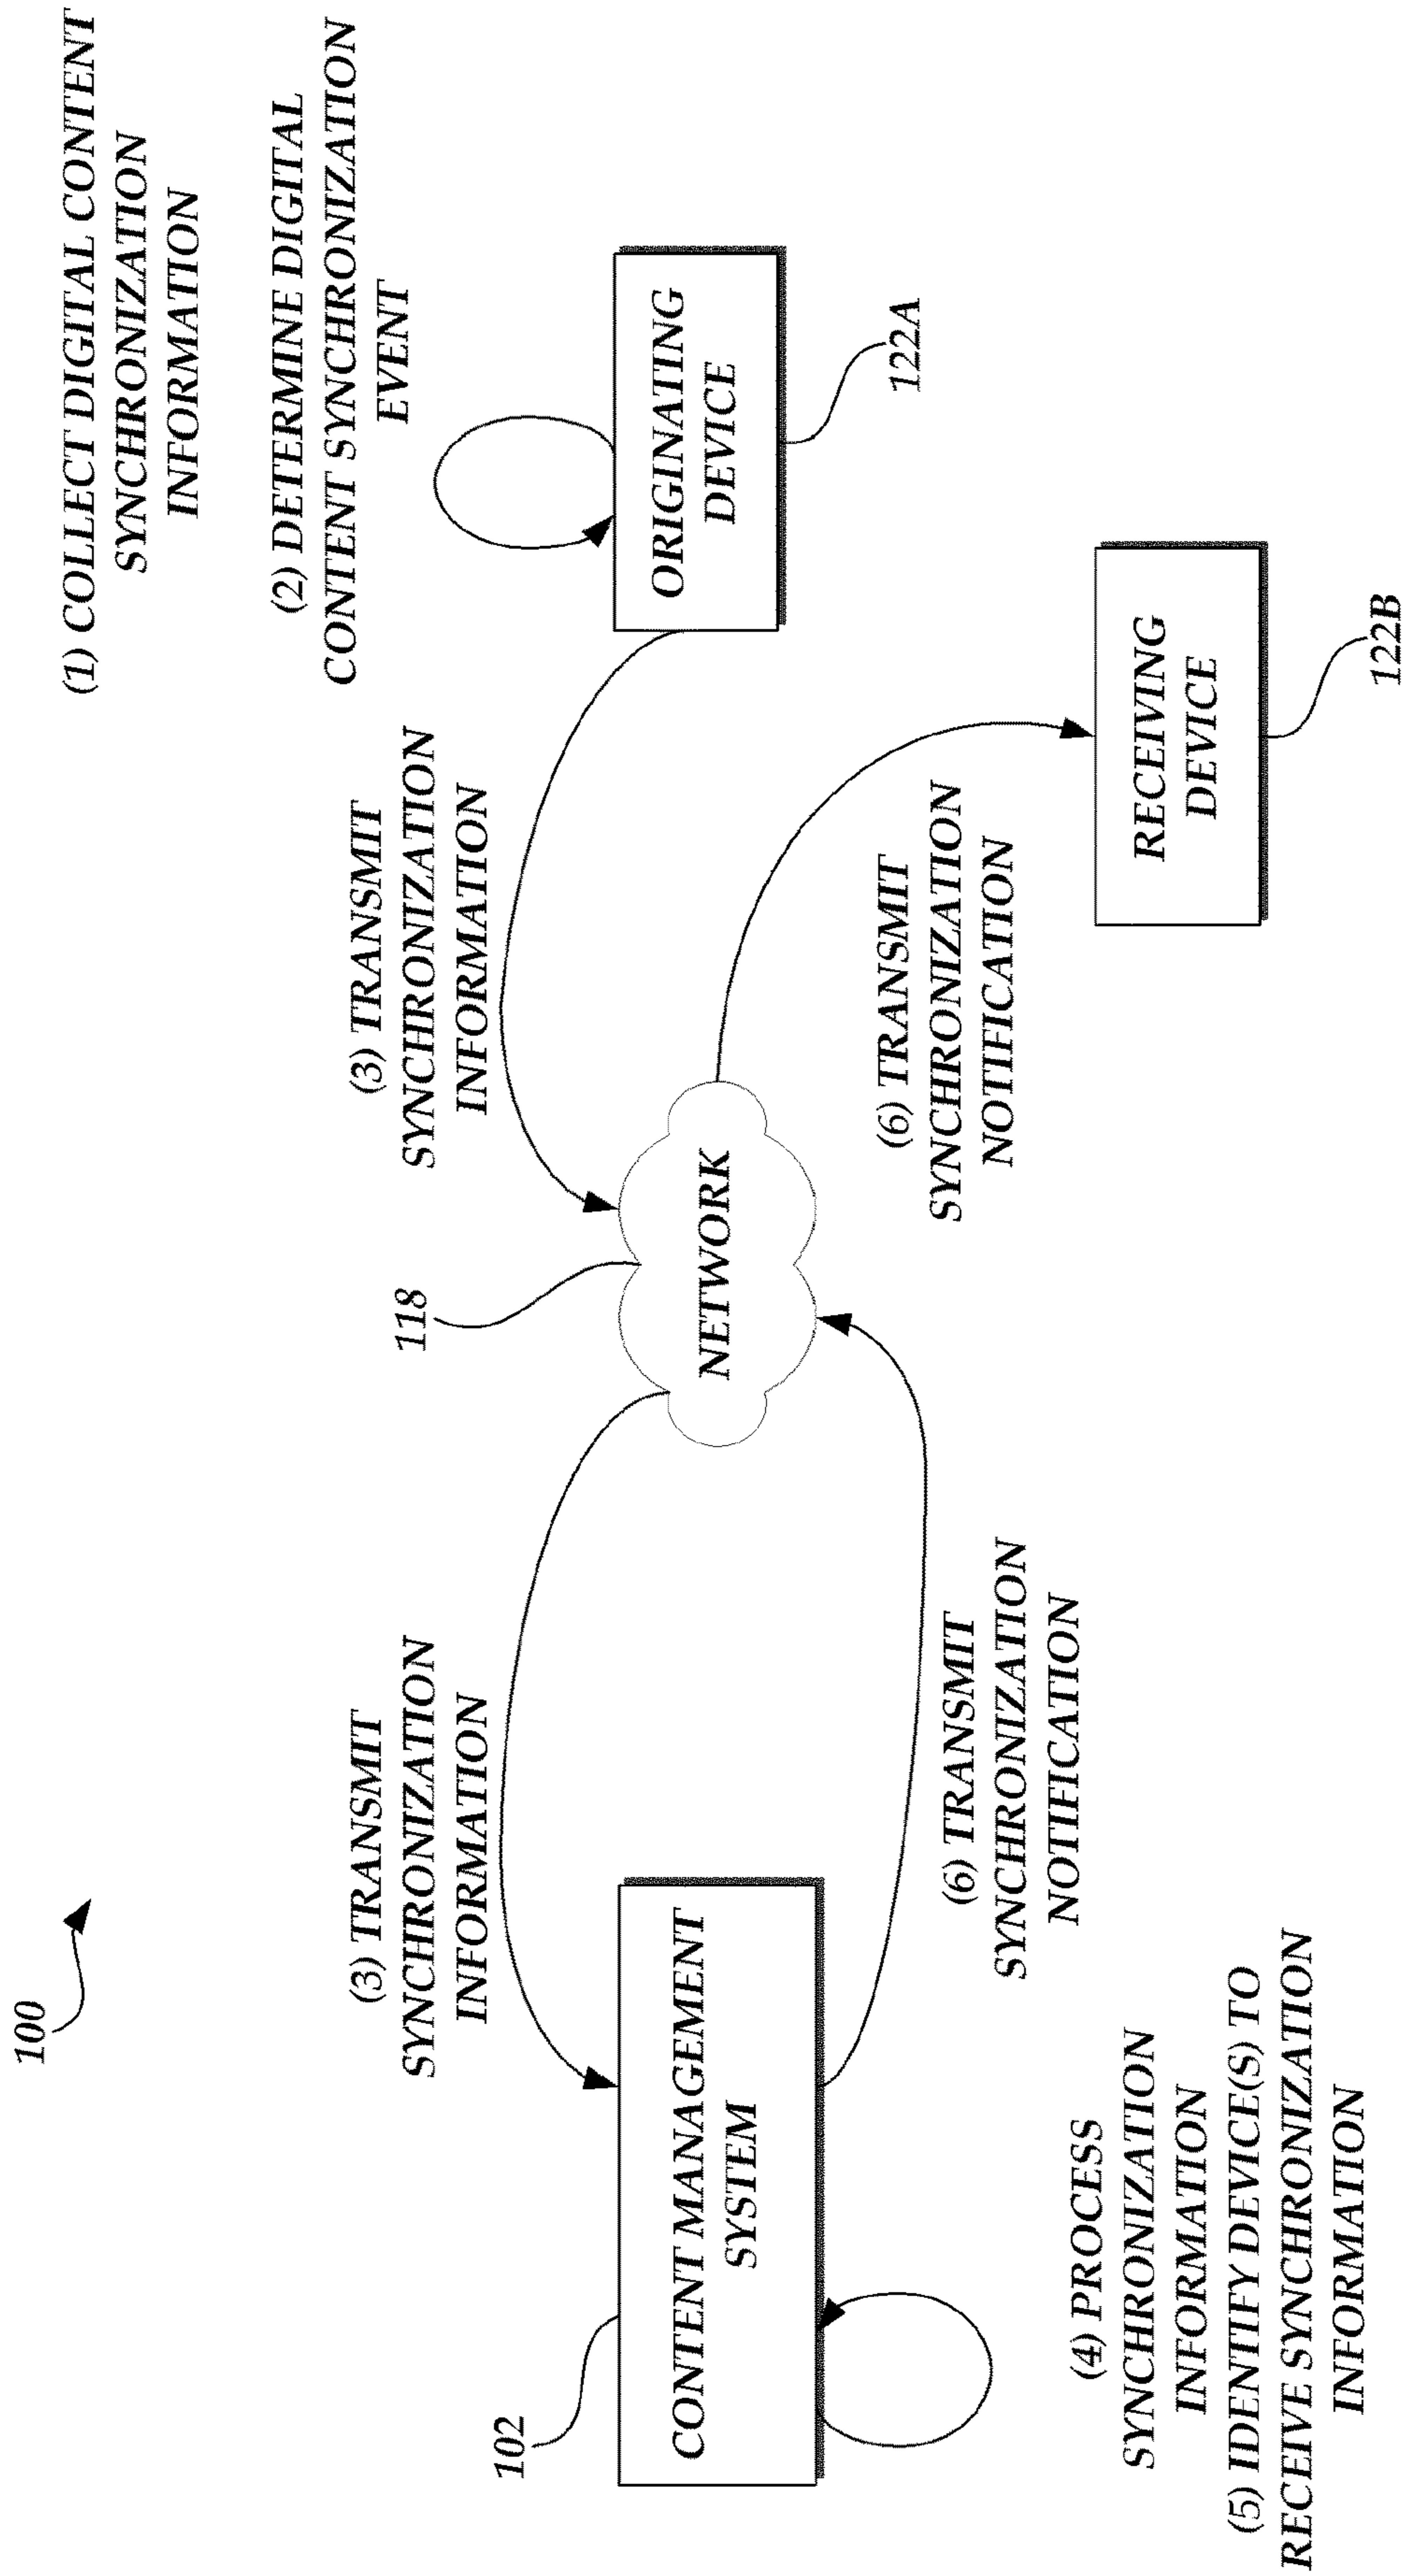 100
(1) COLLECT DIGITAL CONTENT
SYNCHRONIZATION
INFORMATION
(2) DETERMINE DIGITAL
CONTENT SYNCHRONIZATION
EVENT
(3) TRANSMIT
SYNCHRONIZATION
INFORMATION
118
(3) TRANSMIT
SYNCHRONIZATION
INFORMATION
102
CONTENT MANAGEMENT
SYSTEM
NETWORK
ORIGINATING
DEVICE
122A
(6) TRANSMIT
SYNCHRONIZATION
NOTIFICATION
(6) TRANSMIT
SYNCHRONIZATION
NOTIFICATION
RECEIVING
DEVICE
122B
(4) PROCESS
SYNCHRONIZATION
INFORMATION
(5) IDENTIFY DEVICE(S) TO
RECEIVE SYNCHRONIZATION
INFORMATION